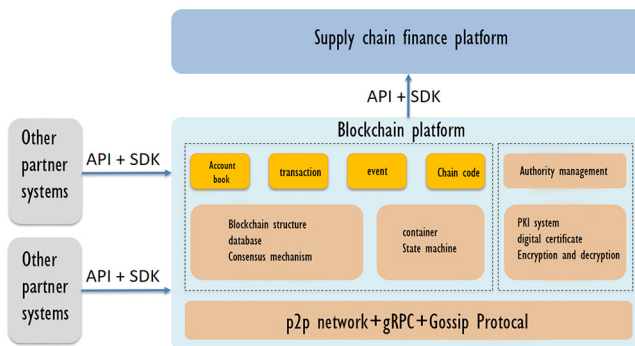 Supply chain finance platform
API + SDK
Blockchain platform
Other
partner
systems
API + SDK
Account
book
transaction
event
Chain code
Authority management
Blockchain structure
database
Consensus mechanism
container
State machine
PKI system
digital certificate
Encryption and decryption
Other
partner
systems
API + SDK
p2p network+gRPC+Gossip Protocal